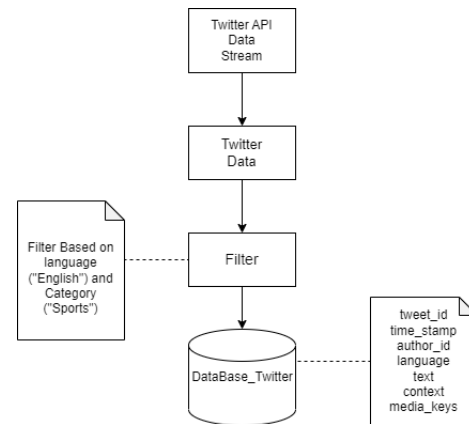 Twitter API
Data
Stream
Twitter
Data
Filter Based on
language
("English") and
Category
("Sports")
Filter
DataBase_Twitter
tweet_id
time_stamp
author_id
language
text
context
media_keys